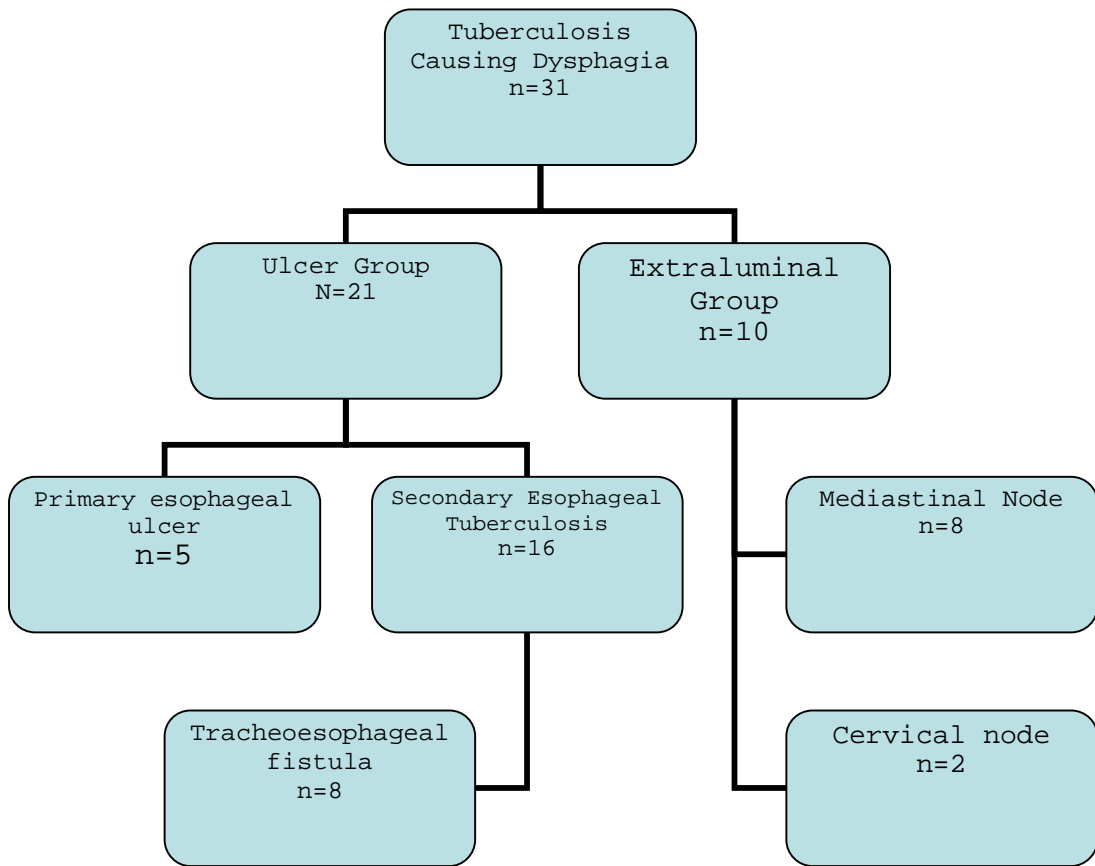 Tuberculosis
Causing Dysphagia
n=31
Ulcer Group
N=21
Extraluminal
Group
n=10
Primary esophageal
ulcer
n=5
Secondary Esophageal
Tuberculosis
n=16
Mediastinal Node
n=8
Tracheoesophageal
fistula
n=8
Cervical node
n=2